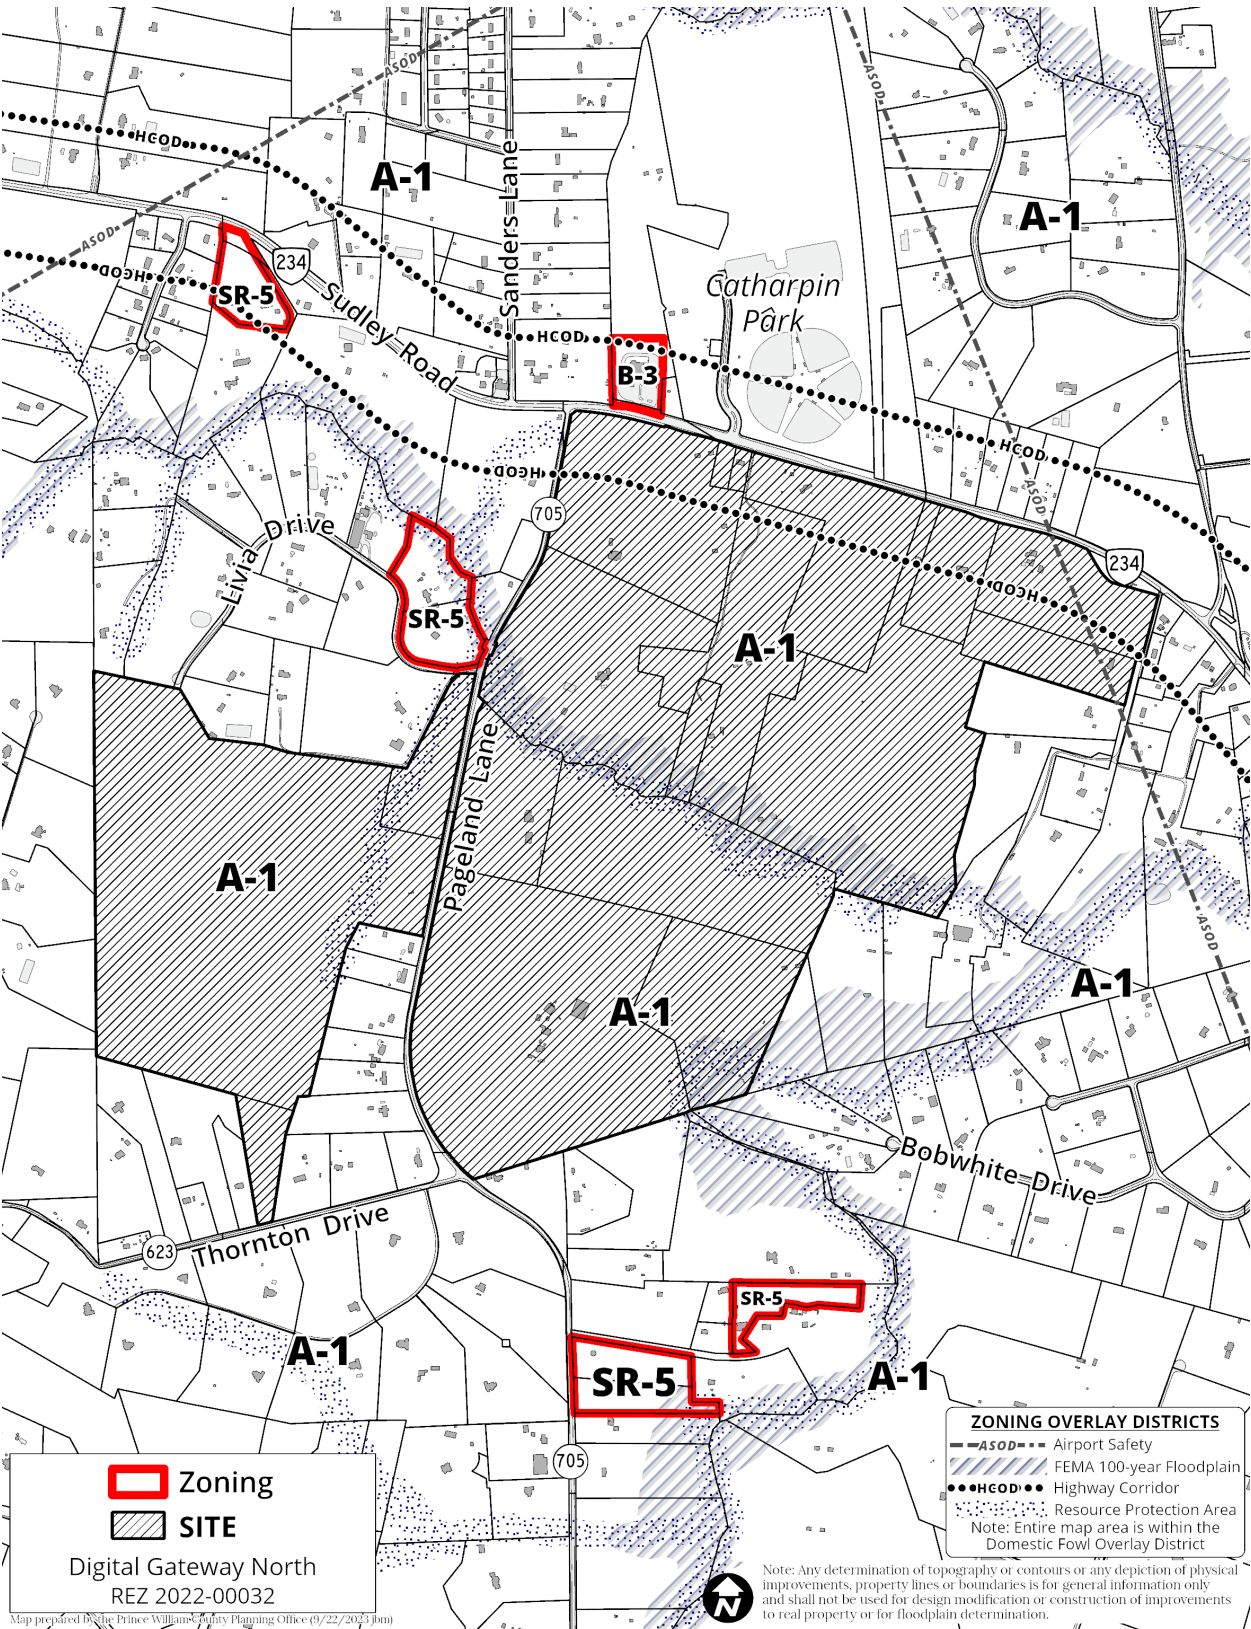 ASOD
ASOD
HCOD
A-1
Sanders Lane
A-1
ASOD
234
HCOD
SR-5
Sudley Road
Catharpin
Park
HCOD
B-3
HCOD
HCOD
ASOD
705
Livia Drive
234
HCOD
SR-5
A-1
Pageland Lane
A-1
ASOD
A-1
A-1
Bobwhite Drive
Thornton Drive
623
SR-5
A-1
SR-5
A-1
705
ZONING OVERLAY DISTRICTS
ASOD Airport Safety
FEMA 100-year Floodplain
HCOD Highway Corridor
Resource Protection Area
Note: Entire map area is within the
Domestic Fowl Overlay District
Zoning
SITE
Digital Gateway North
REZ 2022-00032
Map prepared by the Prince William County Planning Office (9/22/2023 jbm)
N
Note: Any determination of topography or contours or any depiction of physical
improvements, property lines or boundaries is for general information only
and shall not be used for design modification or construction of improvements
to real property or for floodplain determination.